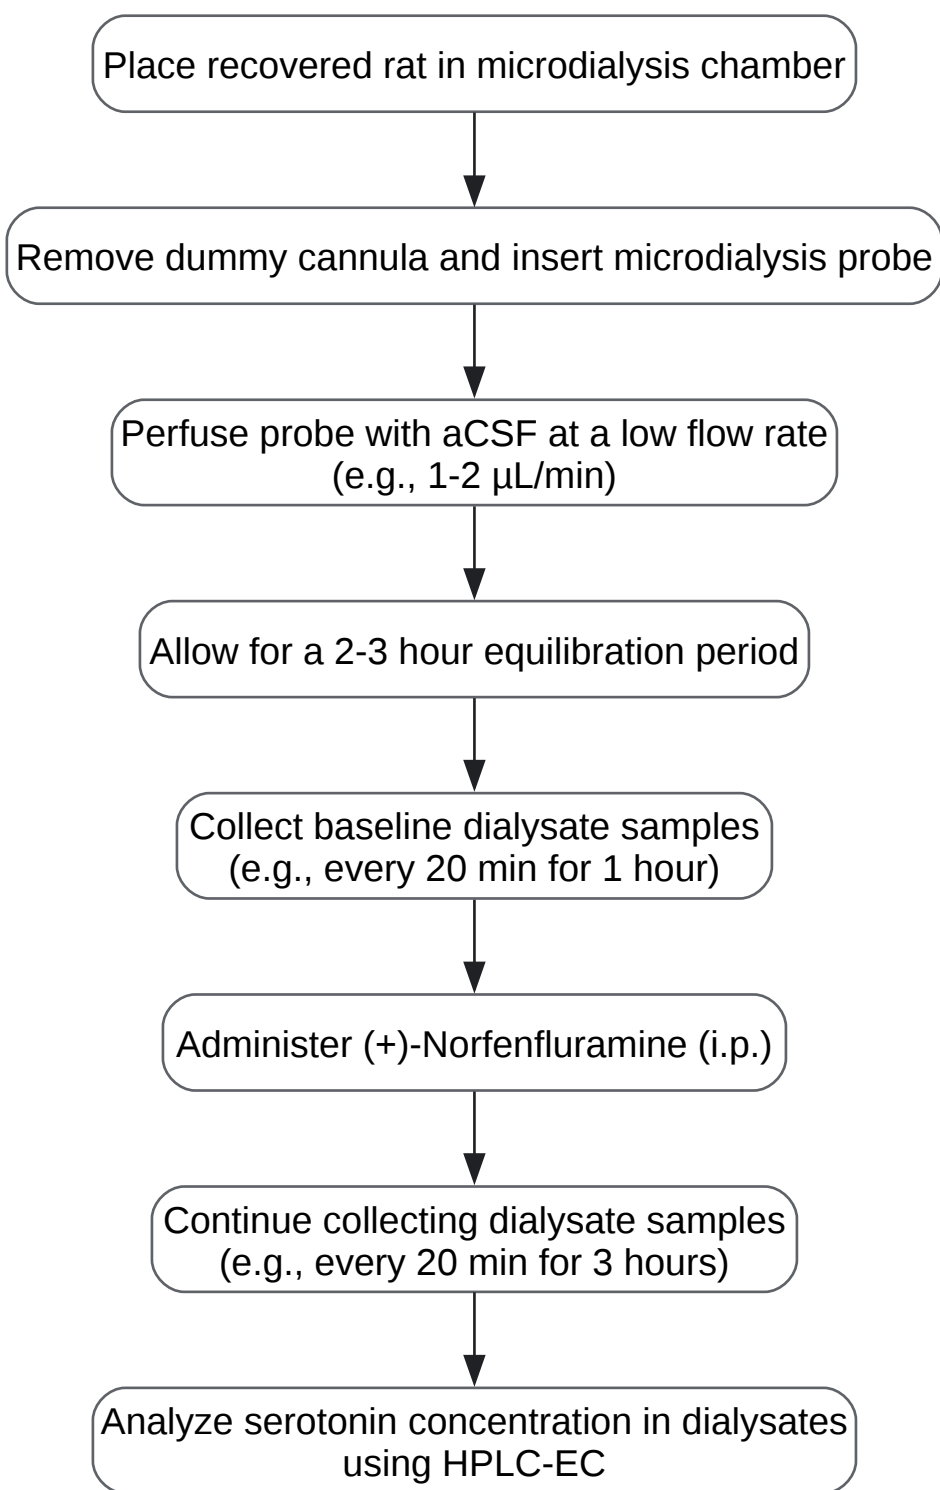 Place recovered rat in microdialysis chamber
Remove dummy cannula and insert microdialysis probe
Perfuse probe with aCSF at a low flow rate
(e.g., 1-2 µL/min)
Allow for a 2-3 hour equilibration period
Collect baseline dialysate samples
(e.g., every 20 min for 1 hour)
Administer (+)-Norfenfluramine (i.p.)
Continue collecting dialysate samples
(e.g., every 20 min for 3 hours)
Analyze serotonin concentration in dialysates
using HPLC-EC